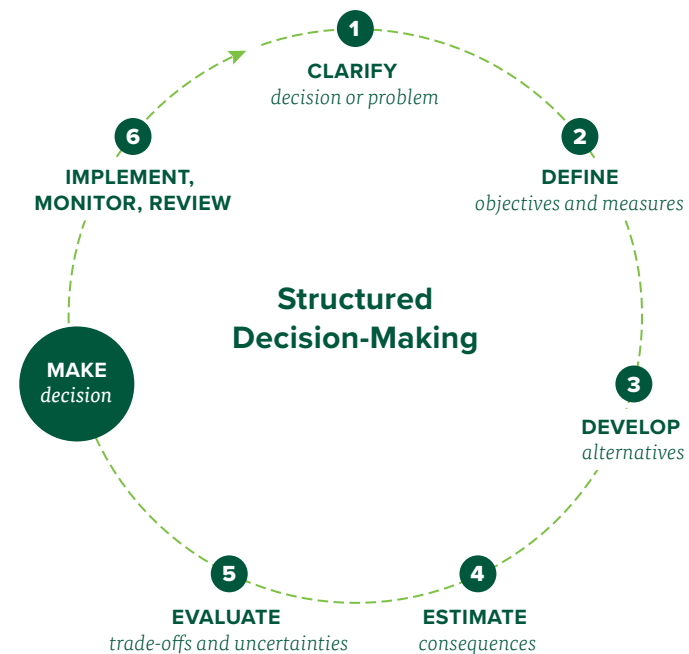 1
CLARIFY
decision or problem
2
DEFINE
objectives and measures
3
DEVELOP
alternatives
4
ESTIMATE
consequences
5
EVALUATE
trade-offs and uncertainties
MAKE
decision
6
IMPLEMENT,
MONITOR, REVIEW
Structured
Decision-Making